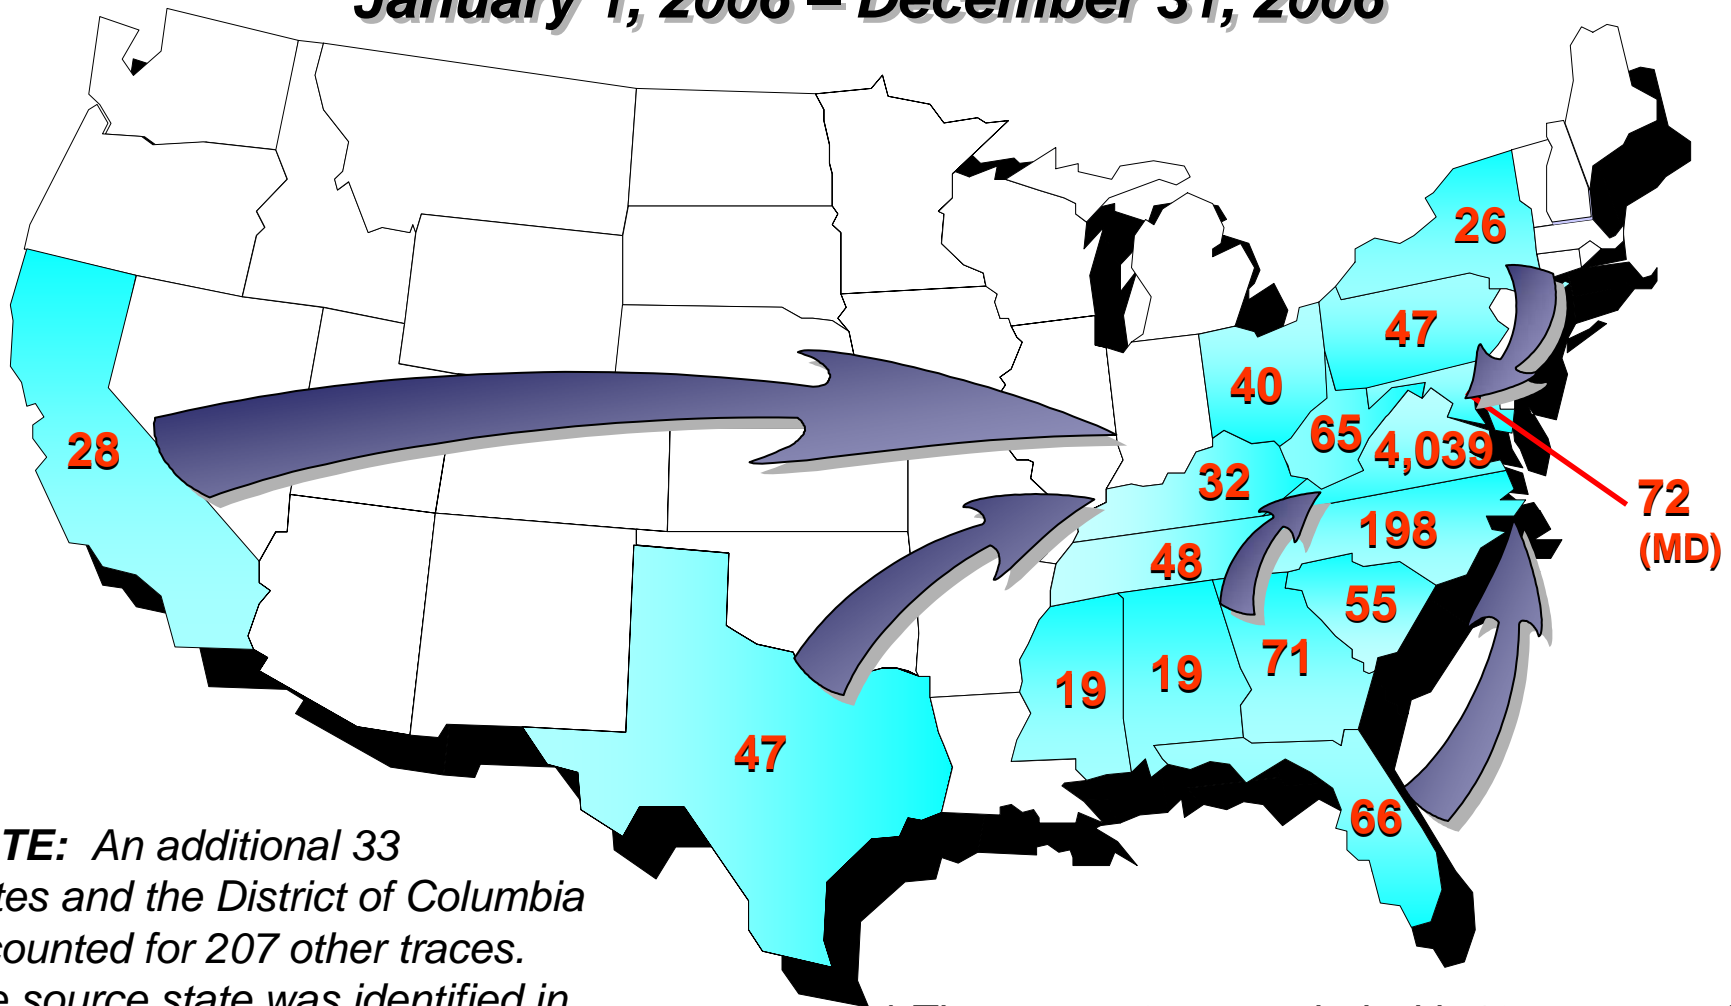 January 1, 2006 – December 31, 2006
26
47
40
28
65
4,039
32
72
(MD)
198
48
55
71
19
19
47
66
TE: An additional 33
tes and the District of Columbia
counted for 207 other traces.
e source state was identified in